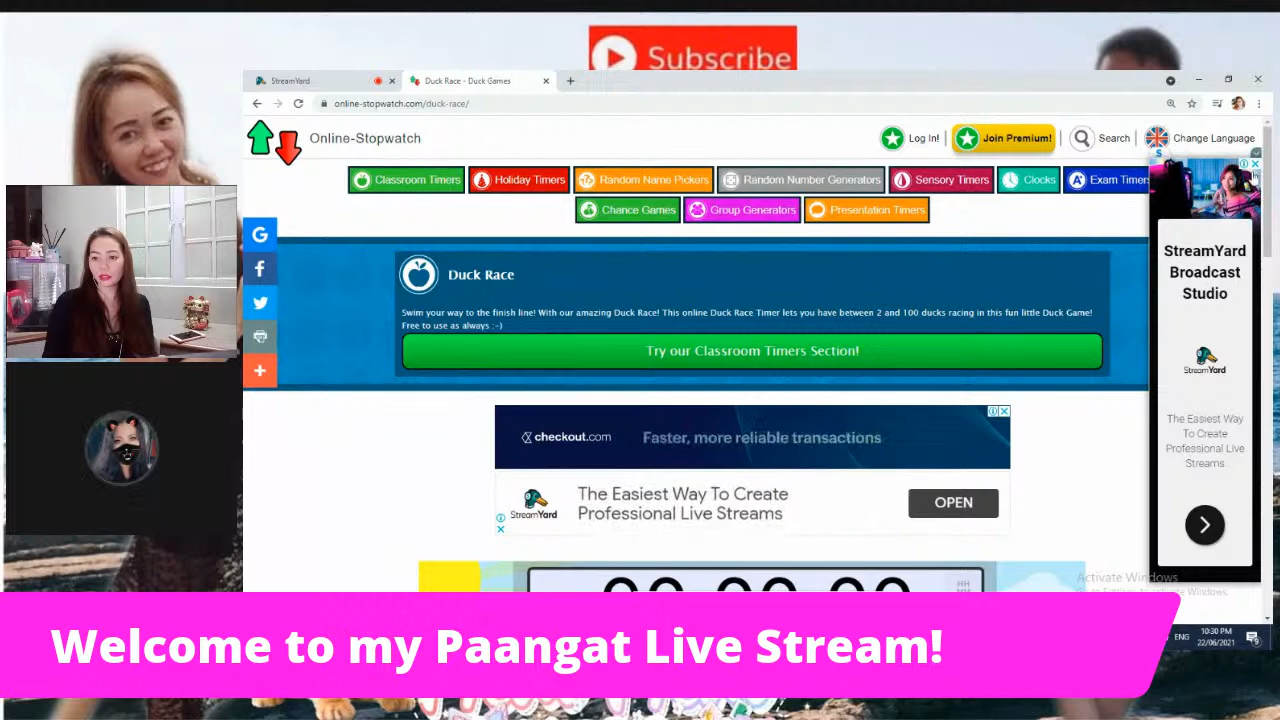 Subscribe
StreamYard
Duck Race - Duck Games
online-stopwatch.com/duck-race/
Online-Stopwatch
Log In!
Join Premium!
Search
Change Language
Classroom Timers
Holiday Timers
Random Name Pickers
Random Number Generators
Sensory Timers
Clocks
Exam Timers
Chance Games
Group Generators
Presentation Timers
Duck Race
Swim your way to the finish line! With our amazing Duck Race! This online Duck Race Timer lets you have between 2 and 100 ducks racing in this fun little Duck Game!
Free to use as always :-)
Try our Classroom Timers Section!
checkout.com
Faster, more reliable transactions
StreamYard
The Easiest Way To Create
Professional Live Streams
OPEN
StreamYard
Broadcast
Studio
StreamYard
The Easiest Way
To Create
Professional Live
Streams
HH
Activate Windows
ENG
10:30 PM
22/06/2021
Welcome to my Paangat Live Stream!